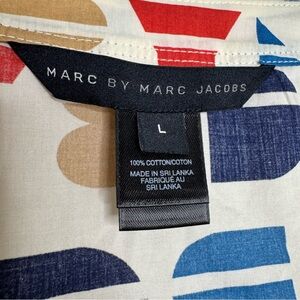 MARC BY MARC JACOBS
L
100% COTTON/COTON
MADE IN SRI LANKA
FABRIQUÉ AU
SRI LANKA